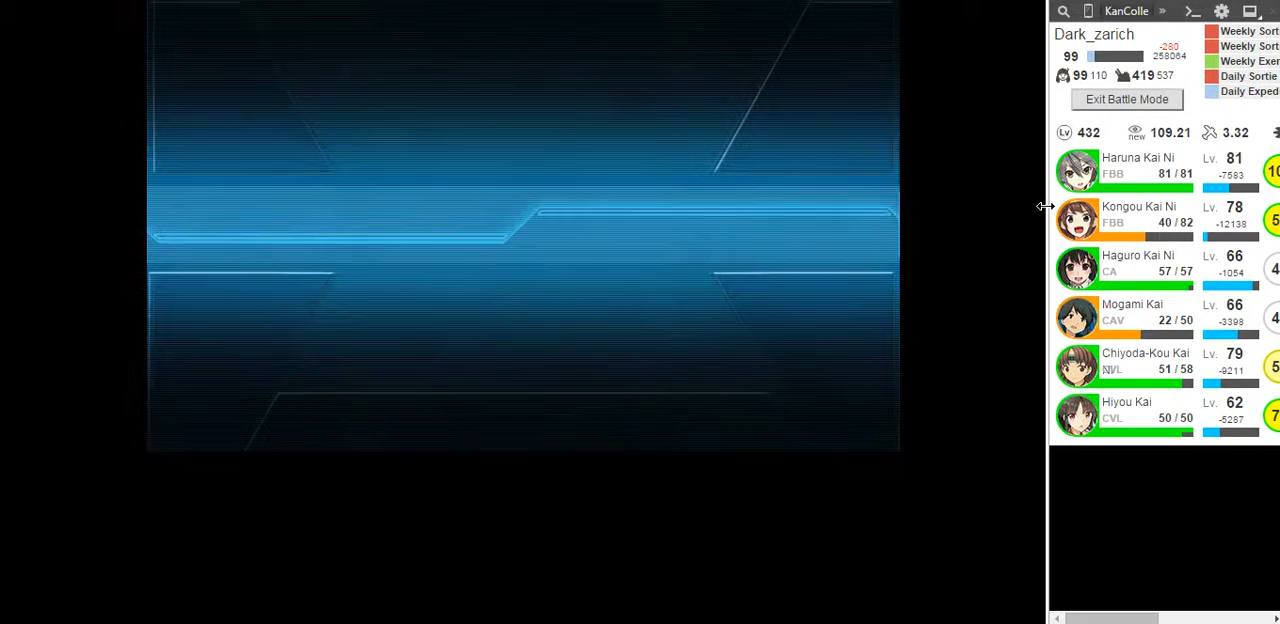 KanColle »
Dark_zarich
99 -280 258064
99 110 419 537
Exit Battle Mode
Weekly Sorti
Weekly Sorti
Weekly Exer
Daily Sortie
Daily Exped
Lv 432 new 109.21 3.32
Haruna Kai Ni Lv. 81
FBB 81 / 81 -7583
Kongou Kai Ni Lv. 78
FBB 40 / 82 -12138
Haguro Kai Ni Lv. 66
CA 57 / 57 -1054
Mogami Kai Lv. 66
CAV 22 / 50 -3398
Chiyoda-Kou Kai Lv. 79
51 / 58 -9211
Hiyou Kai Lv. 62
CVL 50 / 50 -5287